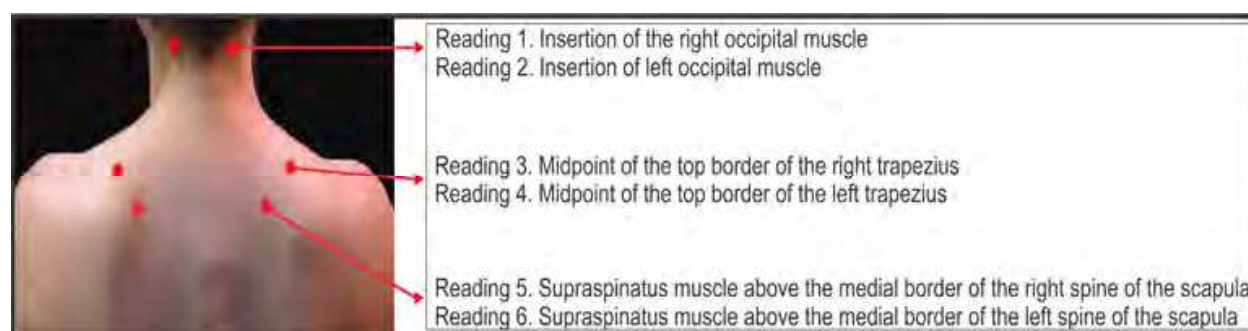 Reading 1. Insertion of the right occipital muscle
Reading 2. Insertion of left occipital muscle
Reading 3. Midpoint of the top border of the right trapezius
Reading 4. Midpoint of the top border of the left trapezius
Reading 5. Supraspinatus muscle above the medial border of the right spine of the scapula
Reading 6. Supraspinatus muscle above the medial border of the left spine of the scapula